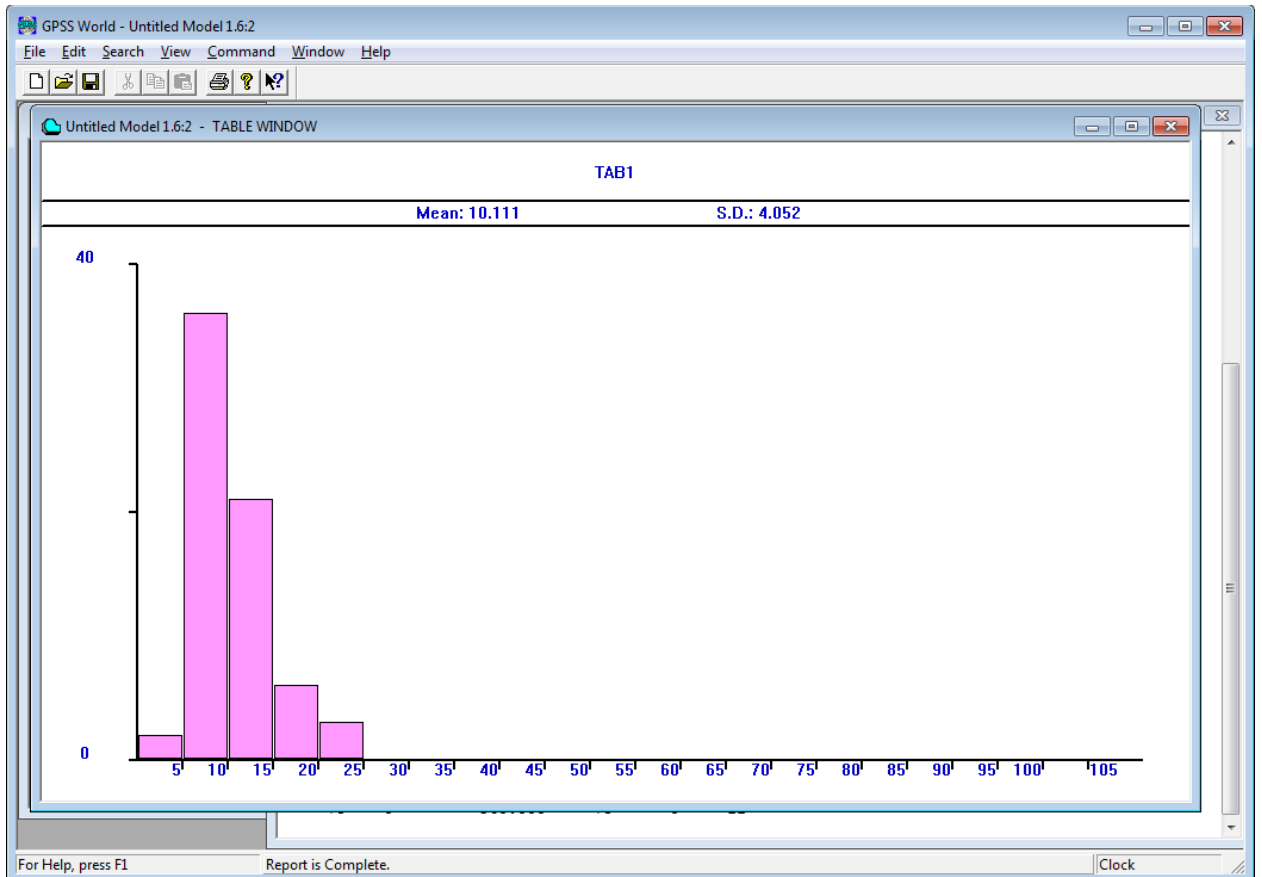 GPSS World - Untitled Model 1.6:2
File Edit Search View Command Window Help
Untitled Model 1.6:2 - TABLE WINDOW
TAB1
Mean: 10.111 S.D.: 4.052
40
0
5 10 15 20 25 30 35 40 45 50 55 60 65 70 75 80 85 90 95 100 105
For Help, press F1 Report is Complete. Clock